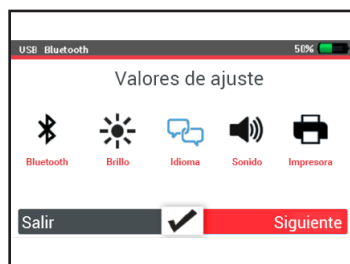 USB Bluetooth 50%
Valores de ajuste
Bluetooth Brillo Idioma Sonido Impresora
Salir Siguiente